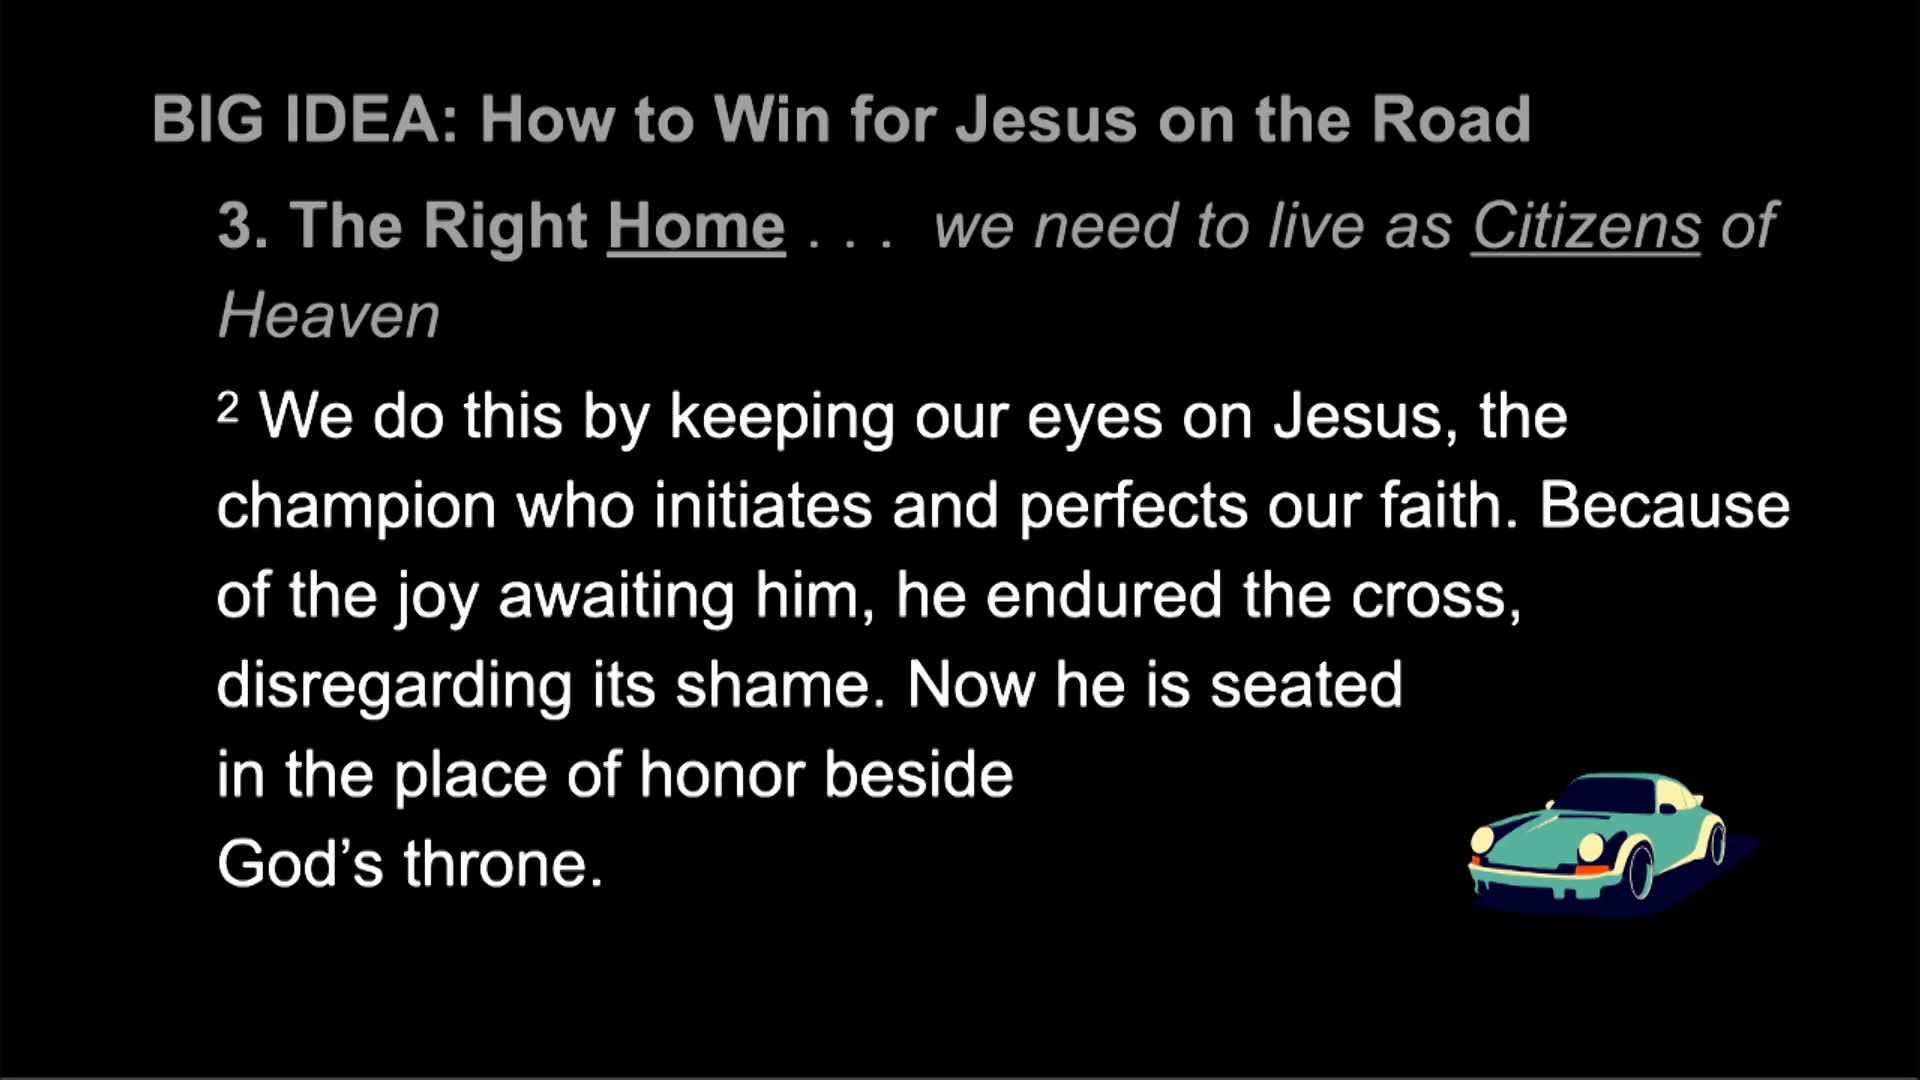 BIG IDEA: How to Win for Jesus on the Road
3. The Right Home . . . we need to live as Citizens of
Heaven
² We do this by keeping our eyes on Jesus, the
champion who initiates and perfects our faith. Because
of the joy awaiting him, he endured the cross,
disregarding its shame. Now he is seated
in the place of honor beside
God’s throne.